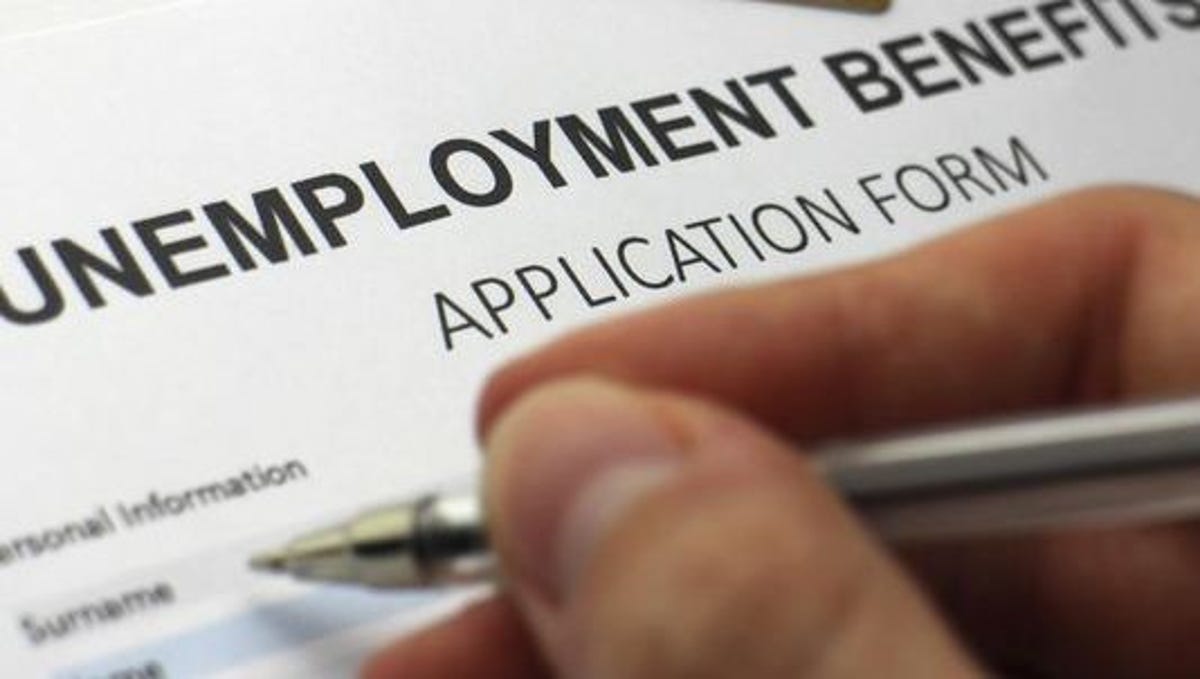 UNEMPLOYMENT BENEFITS
APPLICATION FORM
ersonal Information
Surname